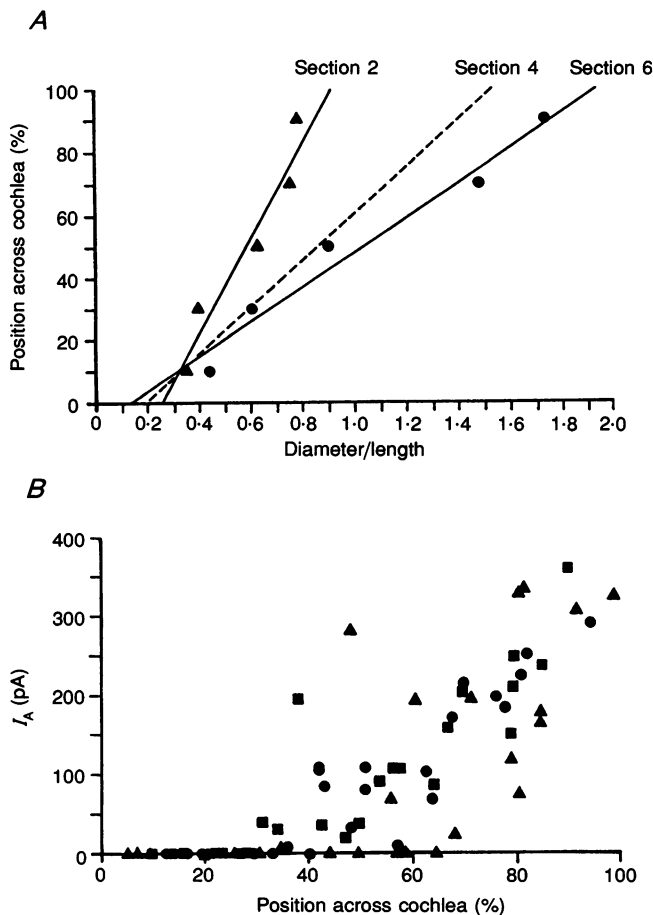 A
Section 2 Section 4 Section 6
100
80
60
40
20
0
Position across cochlea (%)
0 0·2 0·4 0·6 0·8 1·0 1·2 1·4 1·6 1·8 2·0
Diameter/length
B
400
300
200
100
0
I_A (pA)
0 20 40 60 80 100
Position across cochlea (%)